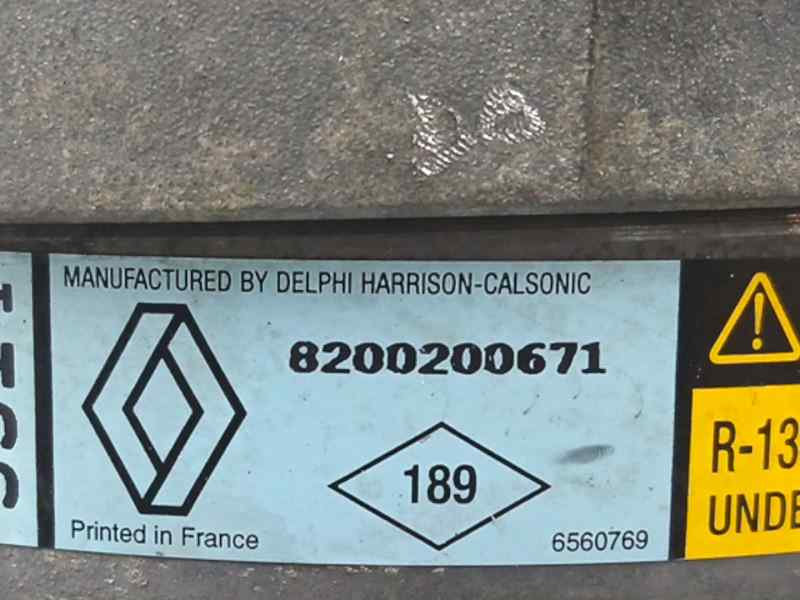 MANUFACTURED BY DELPHI HARRISON-CALSONIC
8200200671
189
Printed in France
6560769
R-13
UNDE